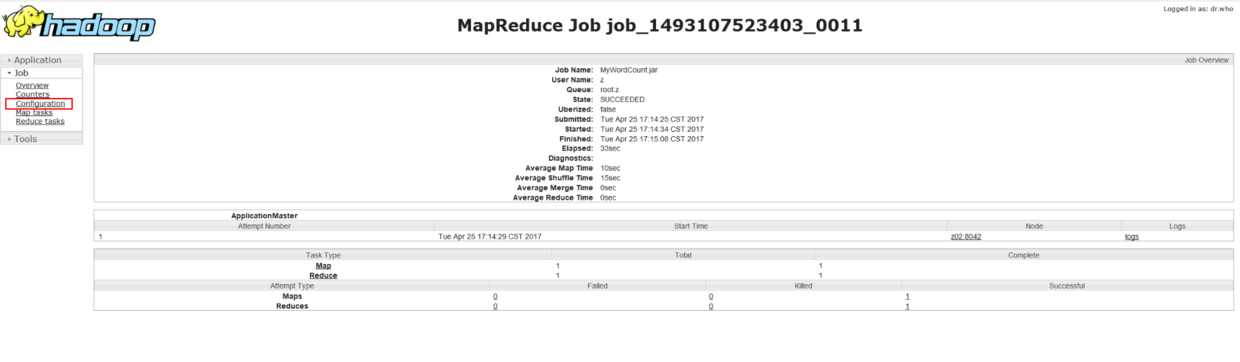 Logged in as: dr.who
hadoop
MapReduce Job job_1493107523403_0011
Application
Job
Overview
Counters
Configuration
Map tasks
Reduce tasks
Tools
Job Overview
Job Name: MyWordCount.jar
User Name: z
Queue: root.z
State: SUCCEEDED
Uberized: false
Submitted: Tue Apr 25 17:14:25 CST 2017
Started: Tue Apr 25 17:14:34 CST 2017
Finished: Tue Apr 25 17:15:08 CST 2017
Elapsed: 33sec
Diagnostics:
Average Map Time 10sec
Average Shuffle Time 15sec
Average Merge Time 0sec
Average Reduce Time 0sec
ApplicationMaster
Attempt Number Start Time Node Logs
1 Tue Apr 25 17:14:29 CST 2017 z02:8042 logs
Task Type Total Complete
Map 1 1
Reduce 1 1
Attempt Type Failed Killed Successful
Maps 0 0 1
Reduces 0 0 1